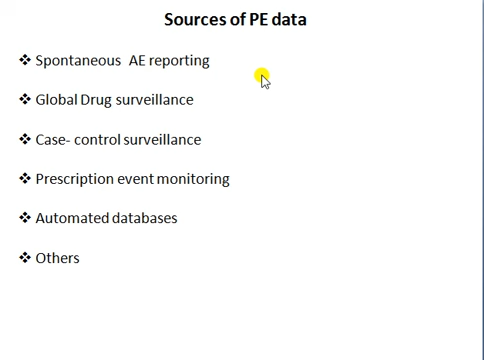 Sources of PE data
❖ Spontaneous AE reporting
❖ Global Drug surveillance
❖ Case- control surveillance
❖ Prescription event monitoring
❖ Automated databases
❖ Others